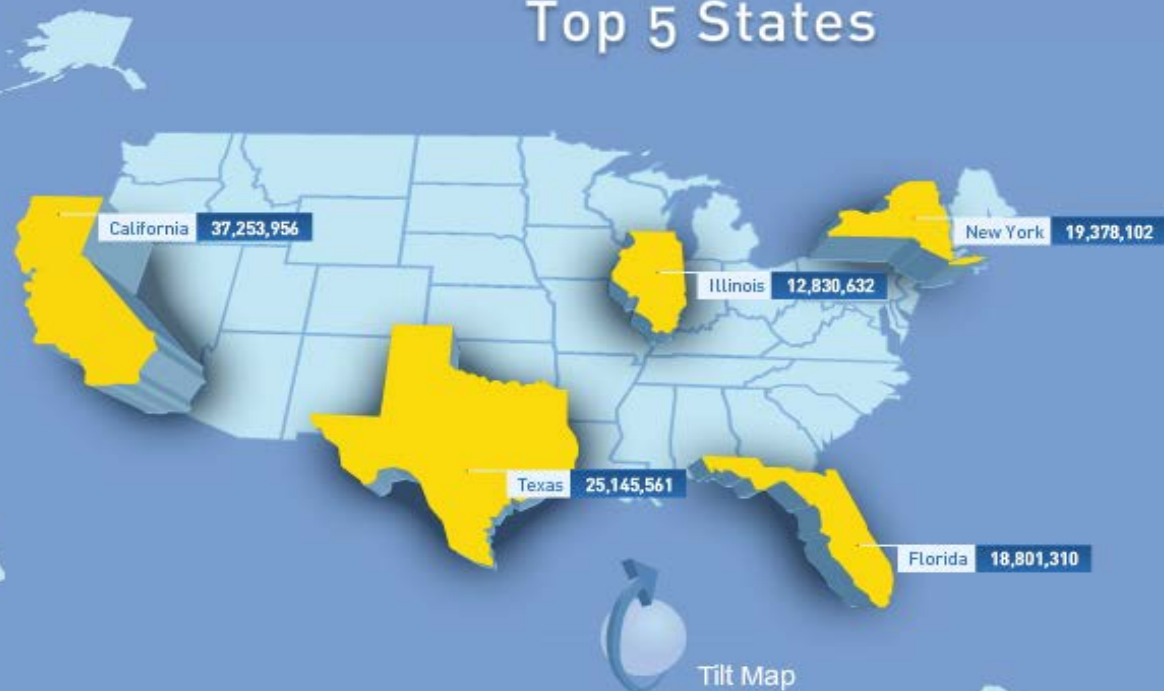 Top 5 States
California 37,253,956
New York 19,378,102
Illinois 12,830,632
Texas 25,145,561
Florida 18,801,310
Tilt Map